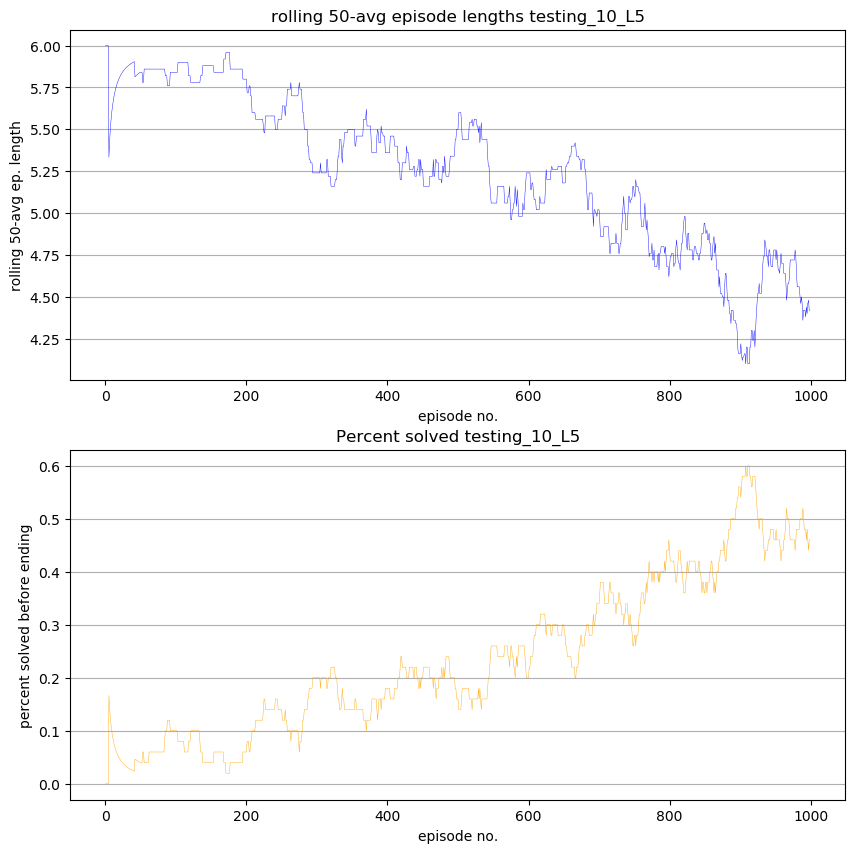 rolling 50-avg episode lengths testing_10_L5
rolling 50-avg ep. length
6.00
5.75
5.50
5.25
5.00
4.75
4.50
4.25
0 200 400 600 800 1000
episode no.
Percent solved testing_10_L5
percent solved before ending
0.6
0.5
0.4
0.3
0.2
0.1
0.0
0 200 400 600 800 1000
episode no.